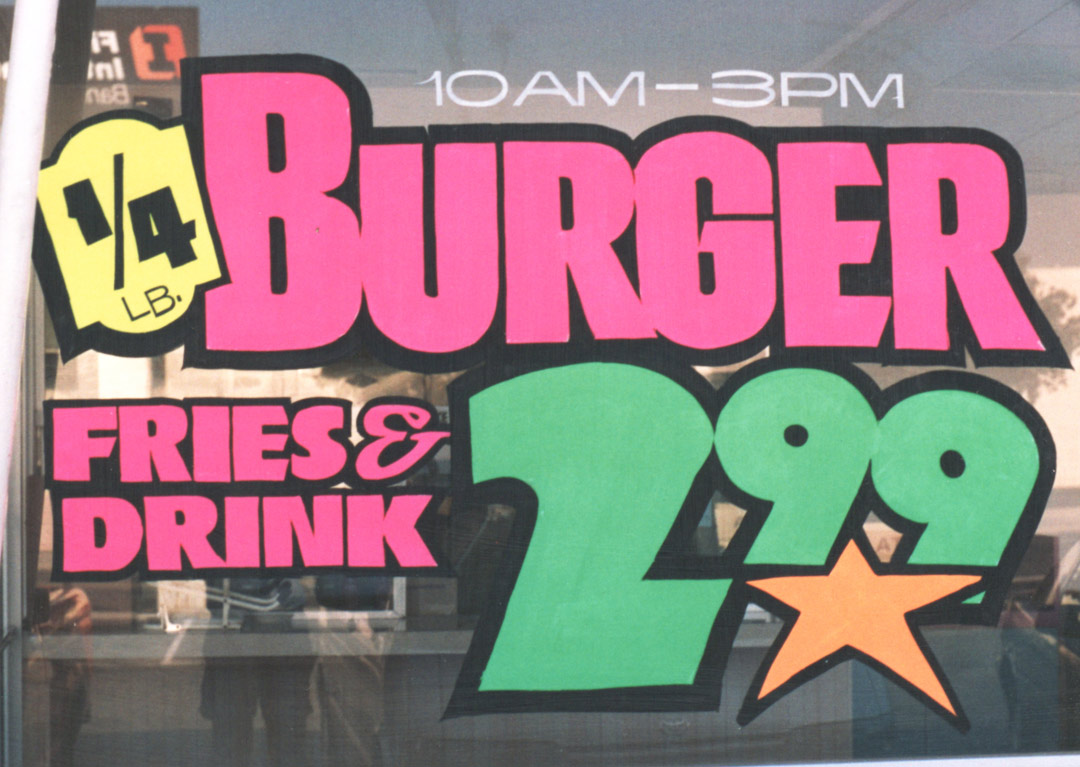 10AM-3PM
1/4 LB.
BURGER
FRIES &
DRINK
2 99